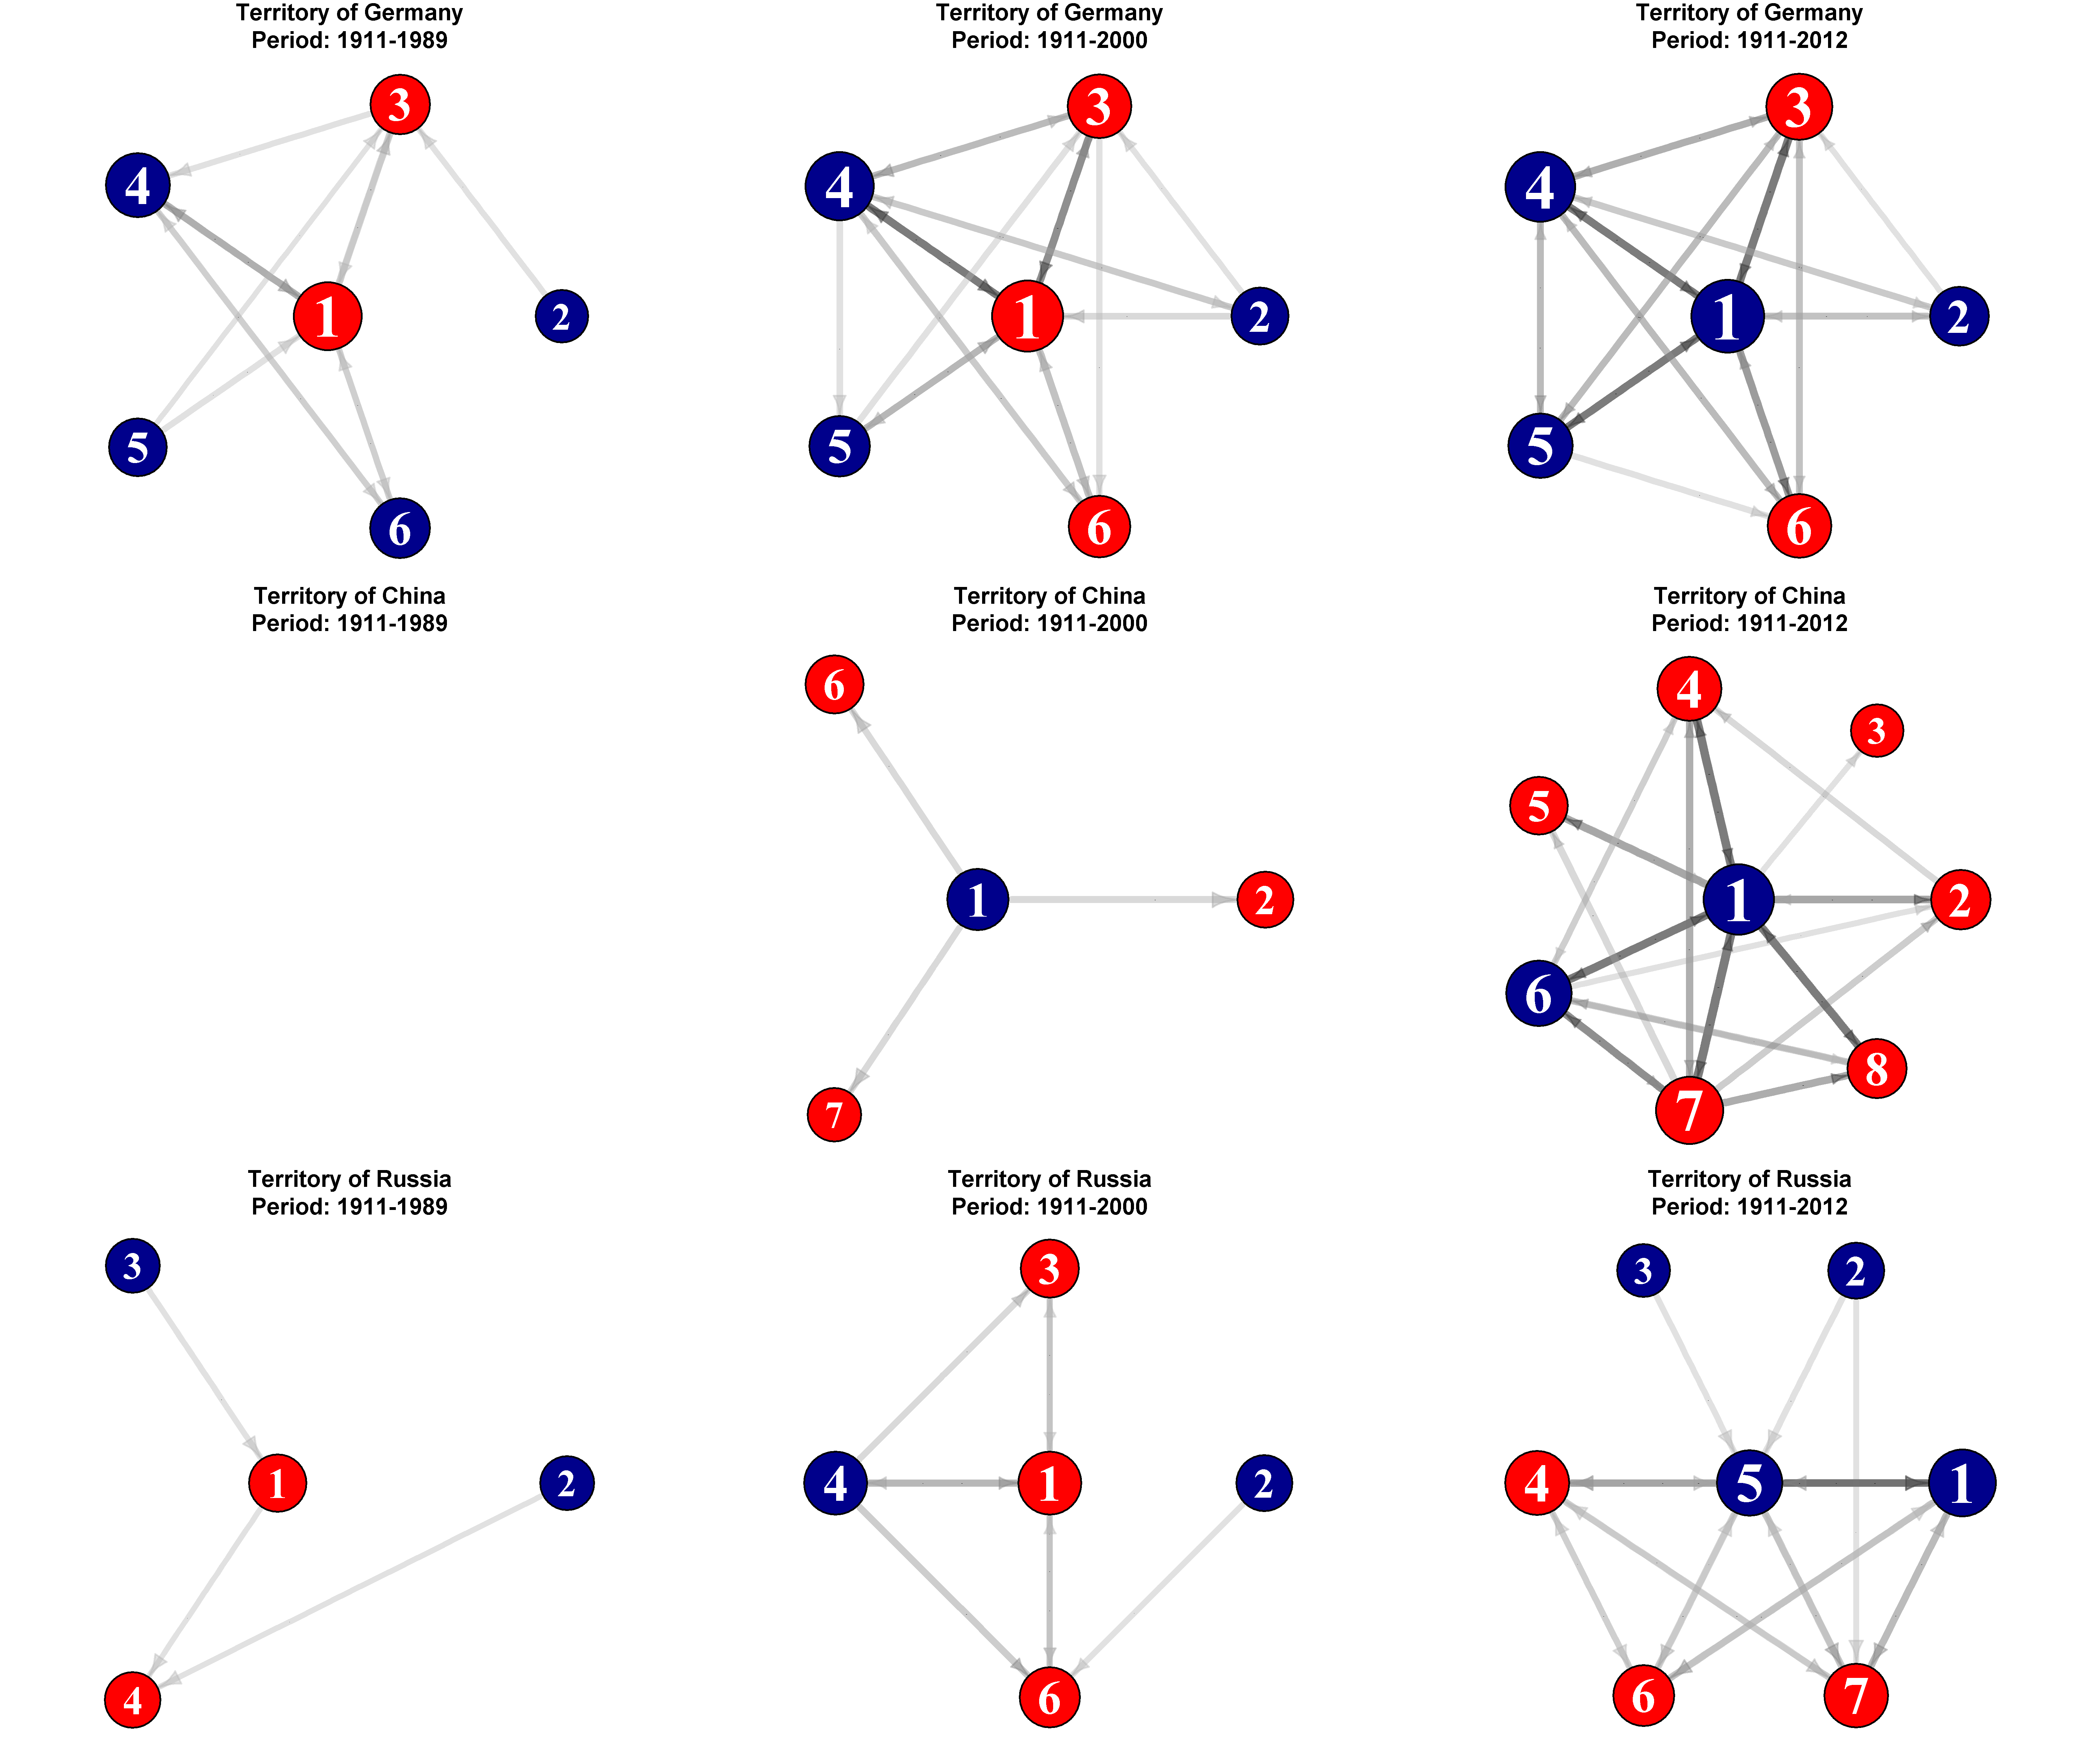 Territory of Germany
Period: 1911-1989
3
4
1
2
5
6
Territory of Germany
Period: 1911-2000
3
4
1
2
5
6
Territory of Germany
Period: 1911-2012
3
4
1
2
5
6
Territory of China
Period: 1911-1989
Territory of China
Period: 1911-2000
6
1
2
7
Territory of China
Period: 1911-2012
4
3
5
1
2
6
8
7
Territory of Russia
Period: 1911-1989
3
1
2
4
Territory of Russia
Period: 1911-2000
3
4
1
2
6
Territory of Russia
Period: 1911-2012
3
2
4
5
1
6
7